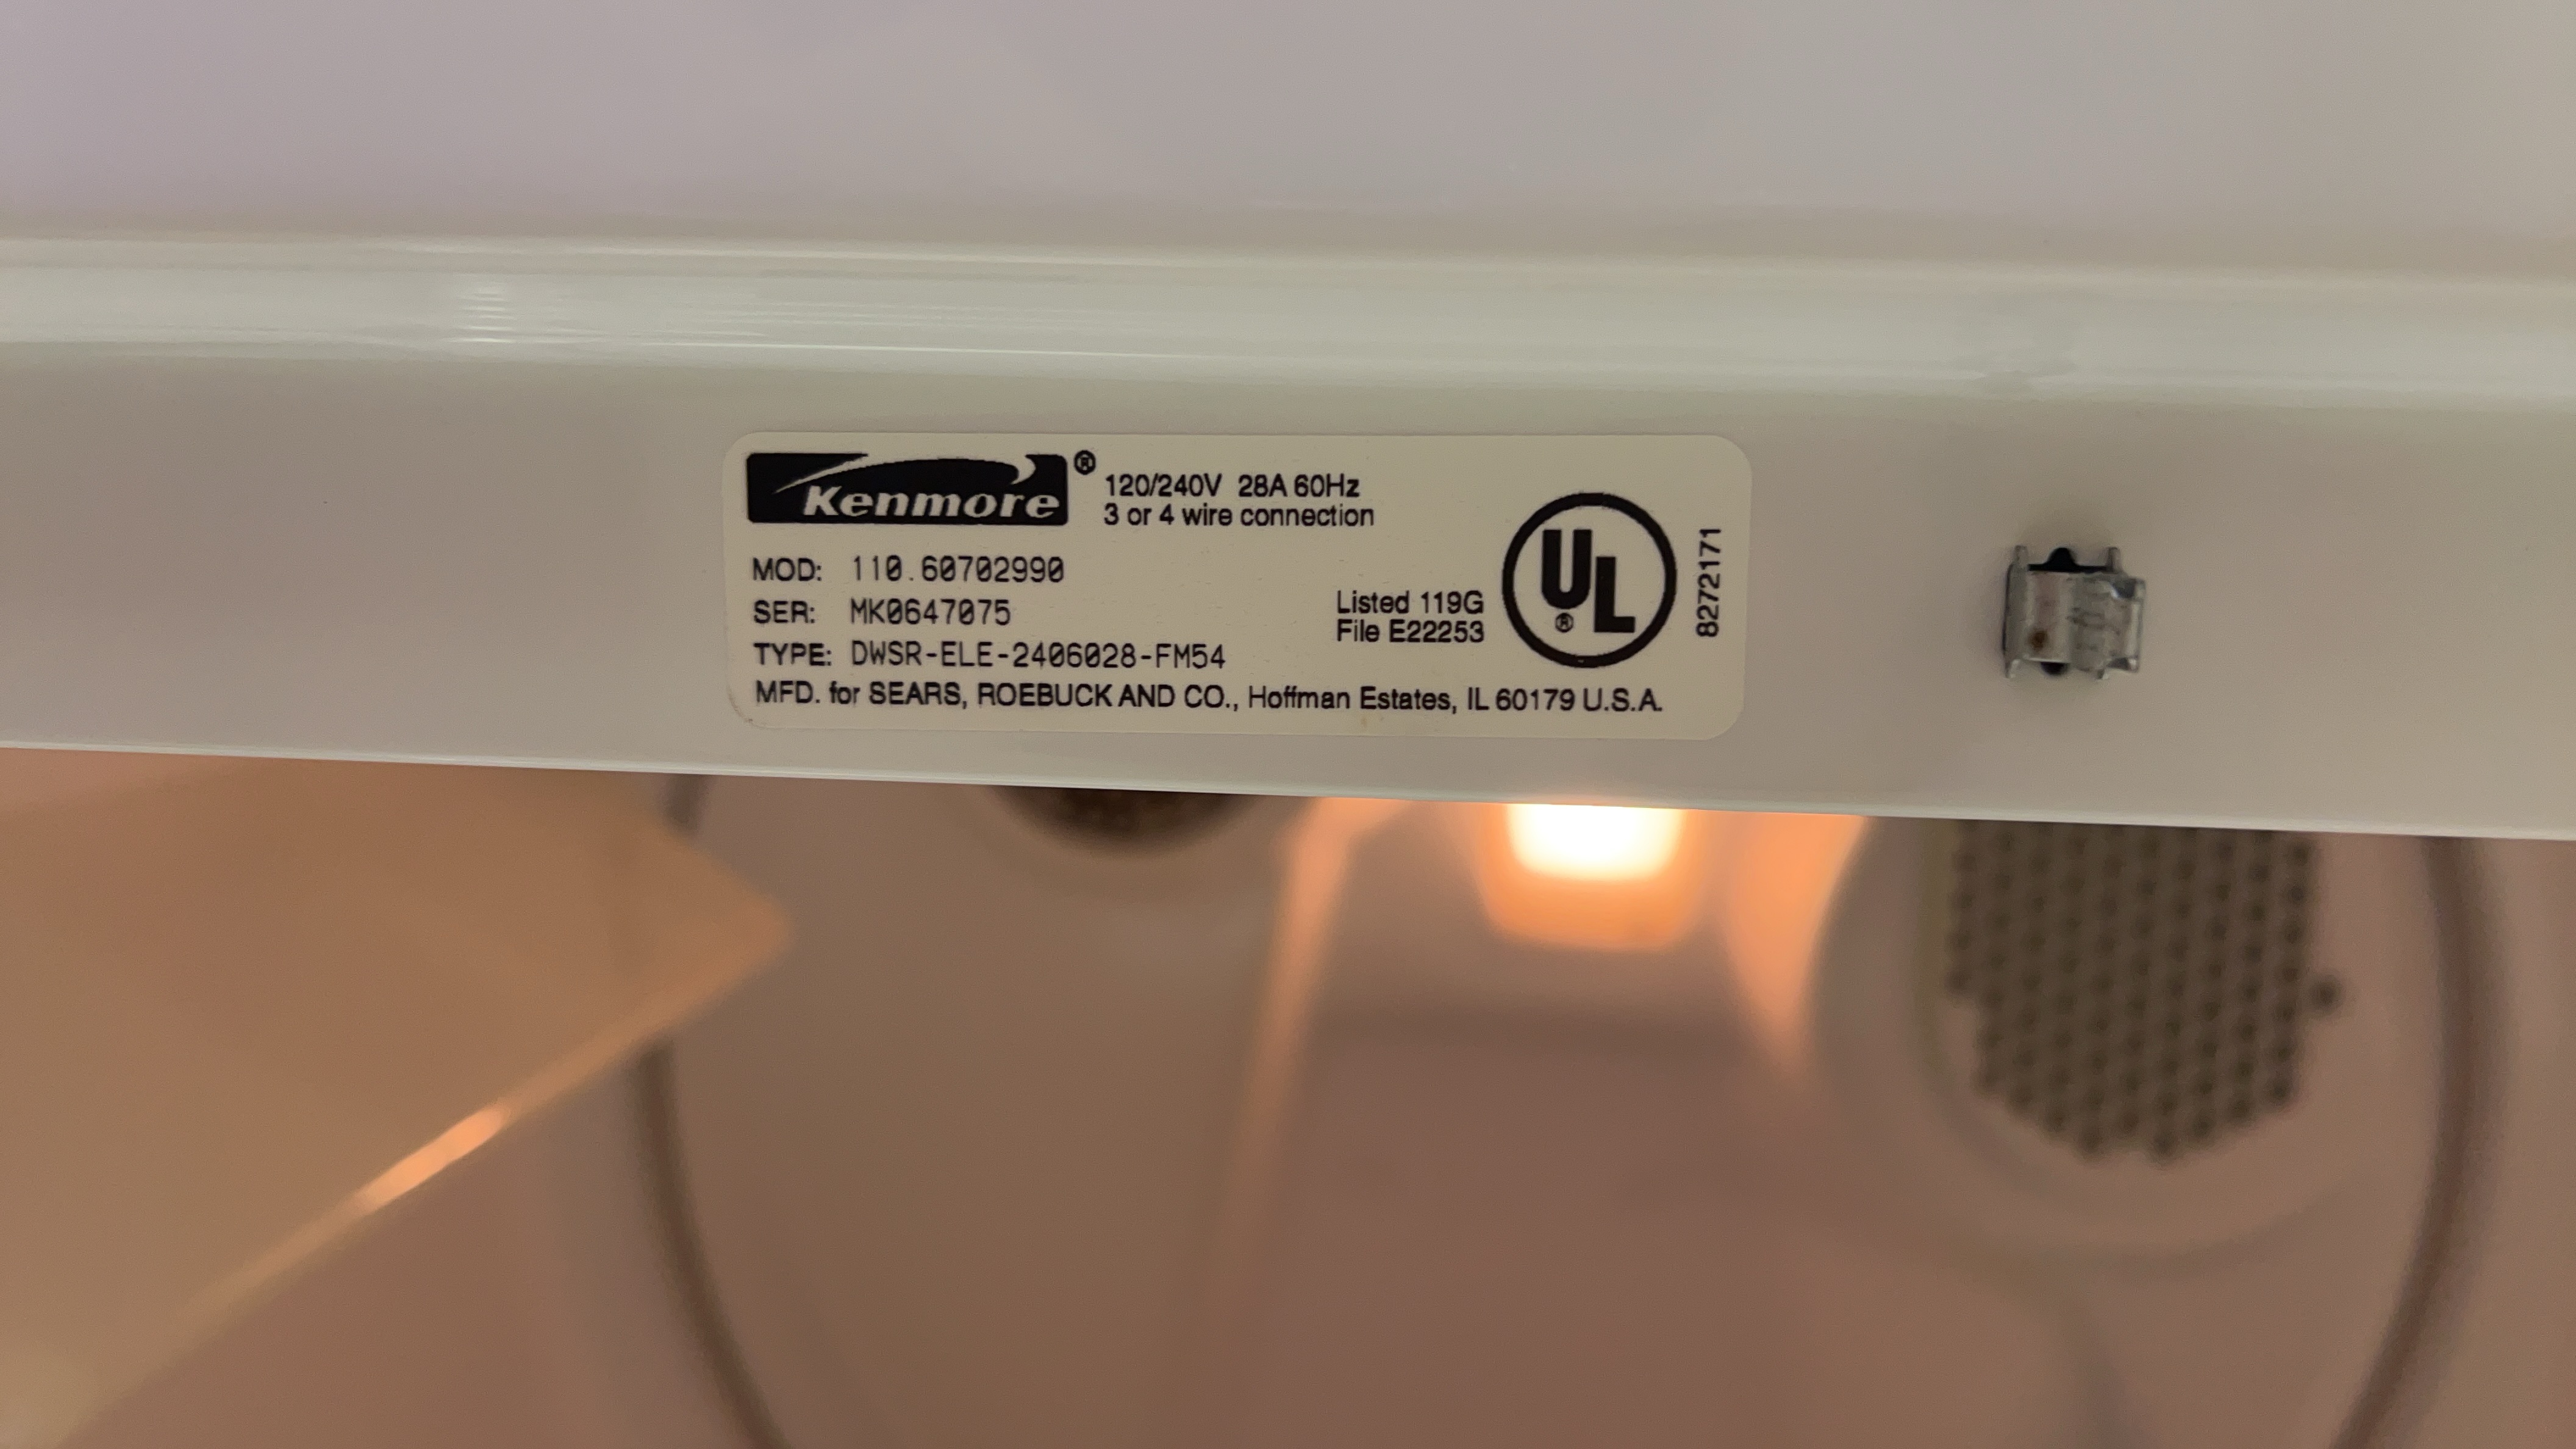 Kenmore®
120/240V 28A 60Hz
3 or 4 wire connection
MOD: 110.60702990
SER: MK0647075
TYPE: DWSR-ELE-2406028-FM54
Listed 119G
File E22253
UL®
8272171
MFD. for SEARS, ROEBUCK AND CO., Hoffman Estates, IL 60179 U.S.A.